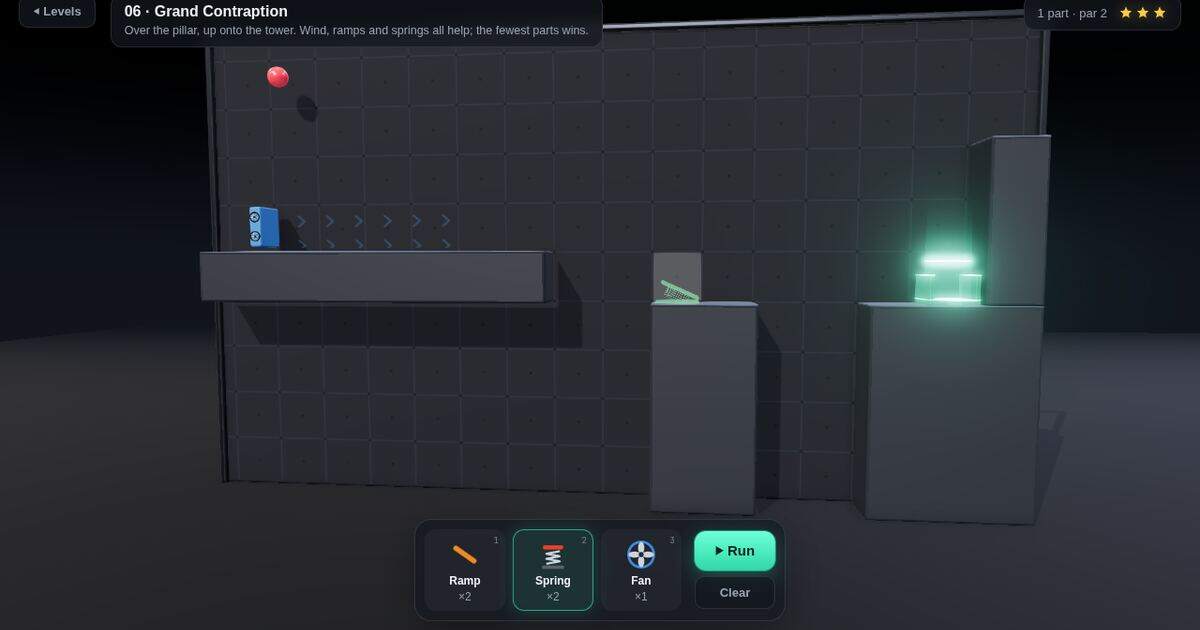 Levels
06 · Grand Contraption
Over the pillar, up onto the tower. Wind, ramps and springs all help; the fewest parts wins.
1 part · par 2
1
Ramp
×2
2
Spring
×2
3
Fan
×1
Run
Clear